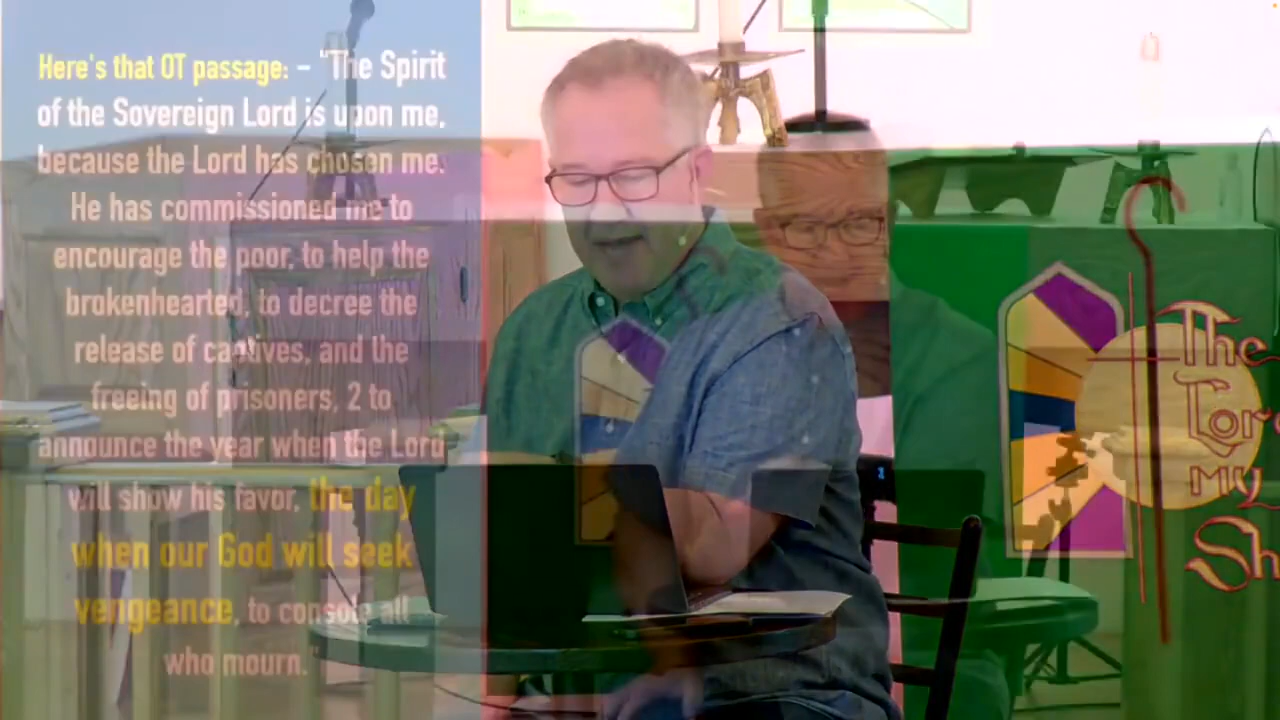 Here's that OT passage: – "The Spirit
of the Sovereign Lord is upon me,
because the Lord has chosen me.
He has commissioned me to
encourage the poor, to help the
brokenhearted, to decree the
release of captives, and the
freeing of prisoners, 2 to
announce the year when the Lord
will show his favor, the day
when our God will seek
vengeance, to console all
who mourn."
The
Lor
my
Sh